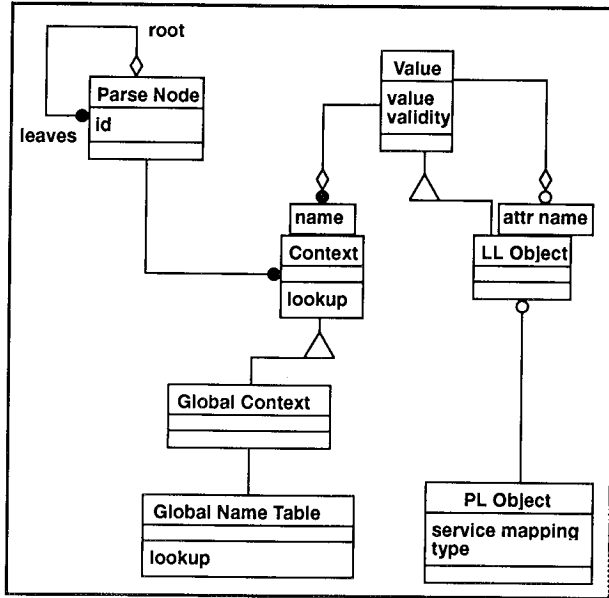 root
Parse Node
id
leaves
Value
value
validity
name
Context
lookup
attr name
LL Object
Global Context
Global Name Table
lookup
PL Object
service mapping
type